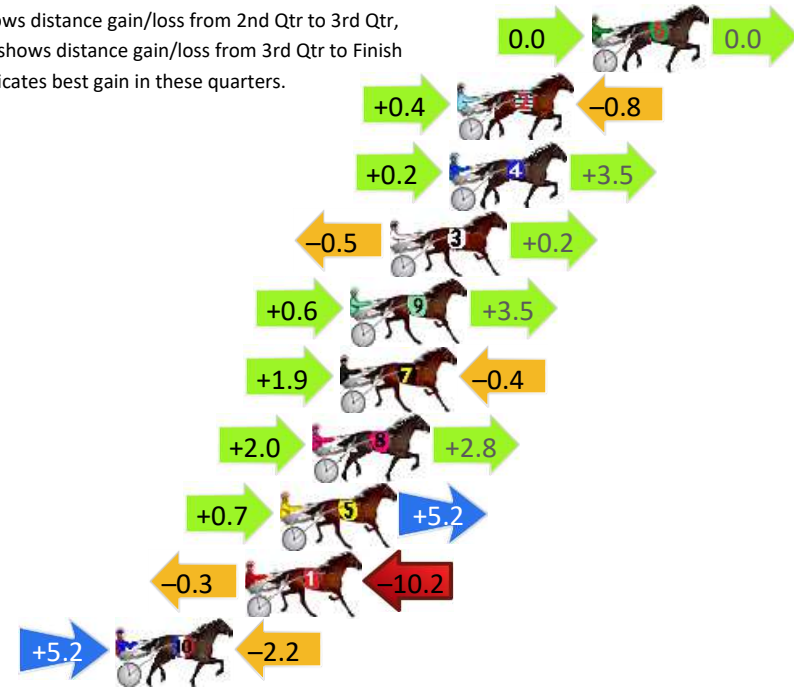 ows distance gain/loss from 2nd Qtr to 3rd Qtr,
shows distance gain/loss from 3rd Qtr to Finish
icates best gain in these quarters.
0.0 6 0.0
+0.4 2 −0.8
+0.2 4 +3.5
−0.5 3 +0.2
+0.6 9 +3.5
+1.9 7 −0.4
+2.0 8 +2.8
+0.7 5 +5.2
−0.3 1 −10.2
+5.2 10 −2.2